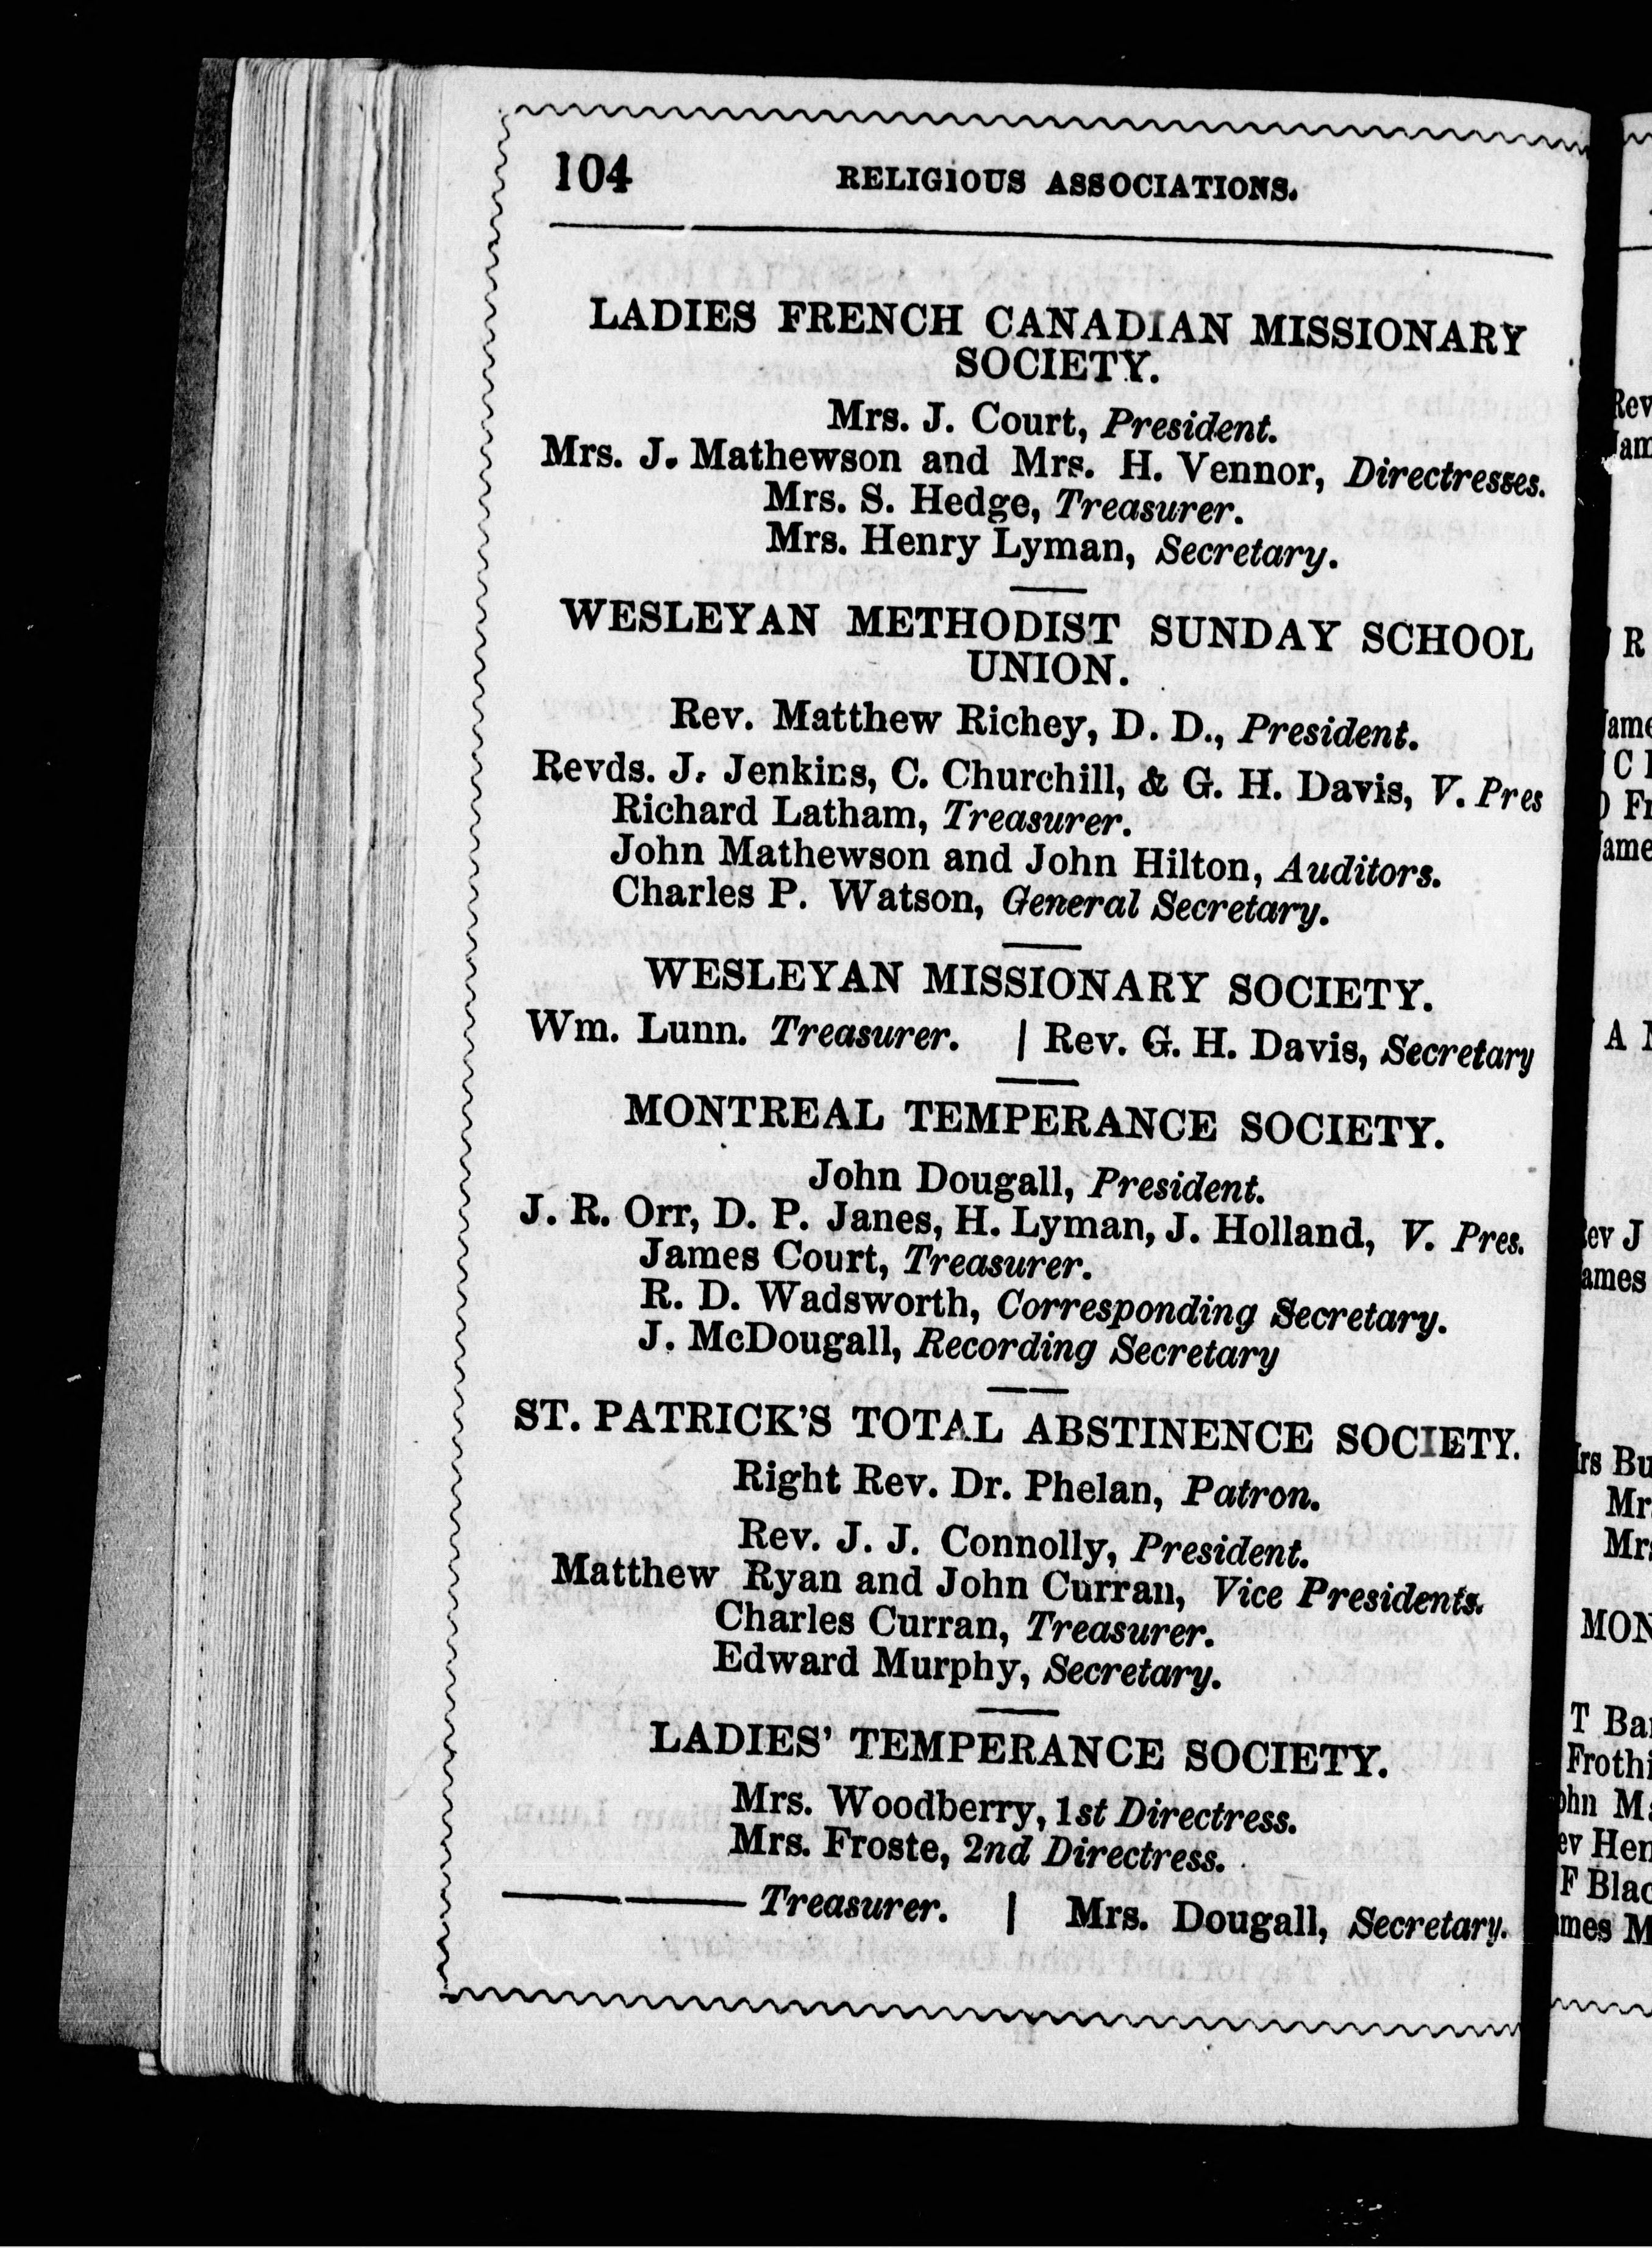 104 RELIGIOUS ASSOCIATIONS.
LADIES FRENCH CANADIAN MISSIONARY
SOCIETY.
Mrs. J. Court, President.
Mrs. J. Mathewson and Mrs. H. Vennor, Directresses.
Mrs. S. Hedge, Treasurer.
Mrs. Henry Lyman, Secretary.
WESLEYAN METHODIST SUNDAY SCHOOL
UNION.
Rev. Matthew Richey, D. D., President.
Revds. J. Jenkins, C. Churchill, & G. H. Davis, V. Pres
Richard Latham, Treasurer.
John Mathewson and John Hilton, Auditors.
Charles P. Watson, General Secretary.
WESLEYAN MISSIONARY SOCIETY.
Wm. Lunn. Treasurer. | Rev. G. H. Davis, Secretary
MONTREAL TEMPERANCE SOCIETY.
John Dougall, President.
J. R. Orr, D. P. Janes, H. Lyman, J. Holland, V. Pres.
James Court, Treasurer.
R. D. Wadsworth, Corresponding Secretary.
J. McDougall, Recording Secretary
ST. PATRICK'S TOTAL ABSTINENCE SOCIETY.
Right Rev. Dr. Phelan, Patron.
Rev. J. J. Connolly, President.
Matthew Ryan and John Curran, Vice Presidents.
Charles Curran, Treasurer.
Edward Murphy, Secretary.
LADIES' TEMPERANCE SOCIETY.
Mrs. Woodberry, 1st Directress.
Mrs. Froste, 2nd Directress.
—— Treasurer. | Mrs. Dougall, Secretary.